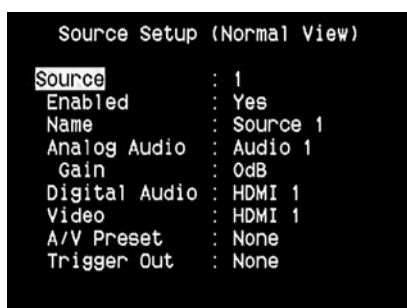 Source Setup (Normal View)
Source : 1
Enabled : Yes
Name : Source 1
Analog Audio : Audio 1
Gain : 0dB
Digital Audio : HDMI 1
Video : HDMI 1
A/V Preset : None
Trigger Out : None